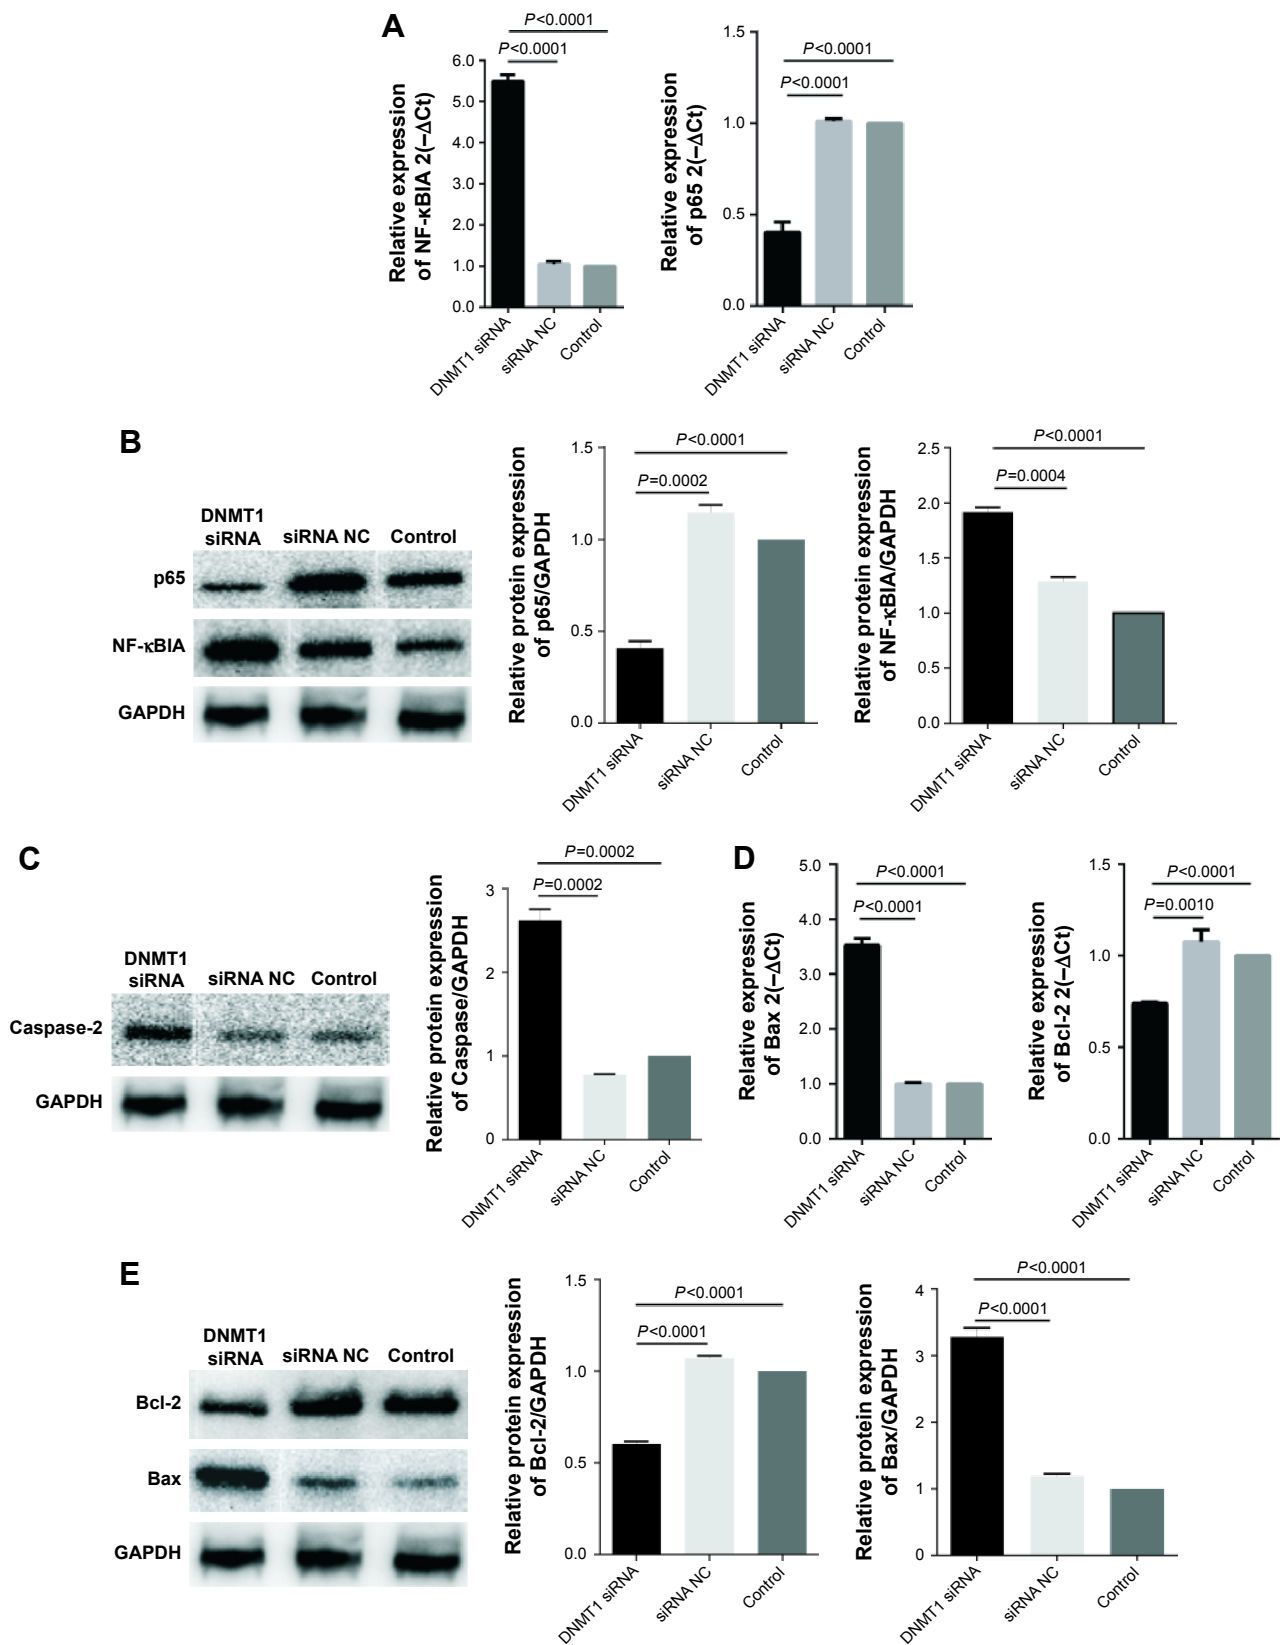 A
Relative expression
of NF-κBIA 2(−ΔCt)
6.0
5.0
4.0
3.0
2.0
1.0
0.0
P<0.0001
P<0.0001
DNMT1 siRNA
siRNA NC
Control
Relative expression
of p65 2(−ΔCt)
1.5
1.0
0.5
0.0
P<0.0001
P<0.0001
DNMT1 siRNA
siRNA NC
Control
B
DNMT1
siRNA
siRNA NC
Control
p65
NF-κBIA
GAPDH
Relative protein expression
of p65/GAPDH
1.5
1.0
0.5
0.0
P<0.0001
P=0.0002
DNMT1 siRNA
siRNA NC
Control
Relative protein expression
of NF-κBIA/GAPDH
2.5
2.0
1.5
1.0
0.5
0.0
P<0.0001
P=0.0004
DNMT1 siRNA
siRNA NC
Control
C
DNMT1
siRNA
siRNA NC
Control
Caspase-2
GAPDH
Relative protein expression
of Caspase/GAPDH
3
2
1
0
P=0.0002
P=0.0002
DNMT1 siRNA
siRNA NC
Control
D
Relative expression
of Bax 2(−ΔCt)
5.0
4.0
3.0
2.0
1.0
0.0
P<0.0001
P<0.0001
DNMT1 siRNA
siRNA NC
Control
Relative expression
of Bcl-2 2(−ΔCt)
1.5
1.0
0.5
0.0
P<0.0001
P=0.0010
DNMT1 siRNA
siRNA NC
Control
E
DNMT1
siRNA
siRNA NC
Control
Bcl-2
Bax
GAPDH
Relative protein expression
of Bcl-2/GAPDH
1.5
1.0
0.5
0.0
P<0.0001
P<0.0001
DNMT1 siRNA
siRNA NC
Control
Relative protein expression
of Bax/GAPDH
4
3
2
1
0
P<0.0001
P<0.0001
DNMT1 siRNA
siRNA NC
Control